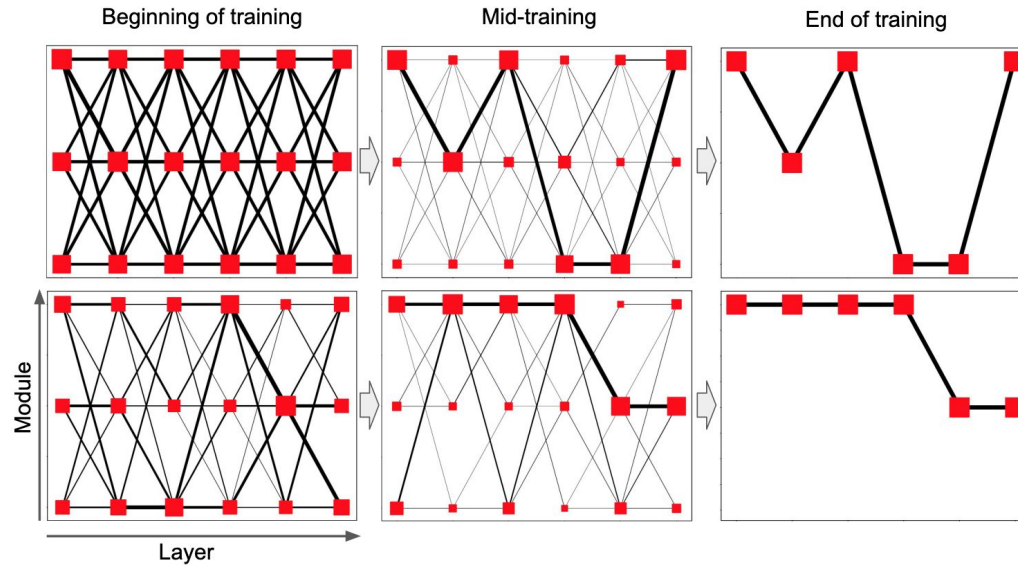 Beginning of training
Mid-training
End of training
Module
Layer